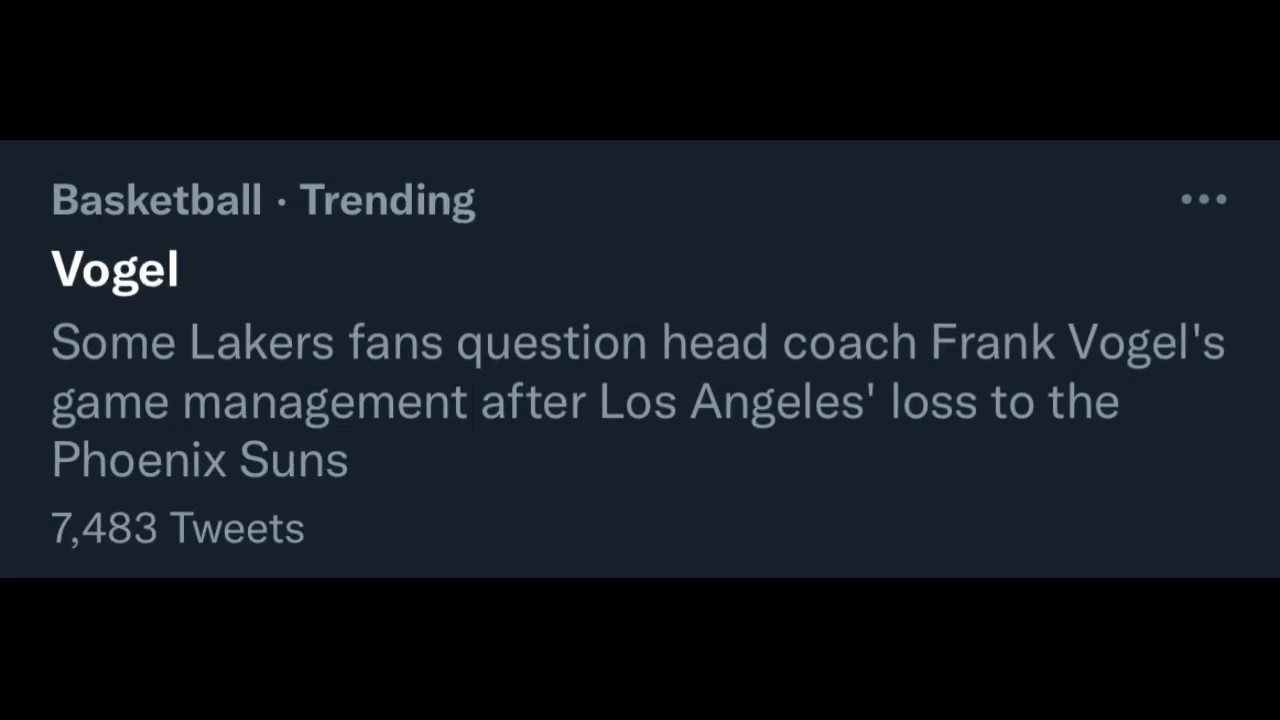 Basketball · Trending
Vogel
Some Lakers fans question head coach Frank Vogel's
game management after Los Angeles' loss to the
Phoenix Suns
7,483 Tweets